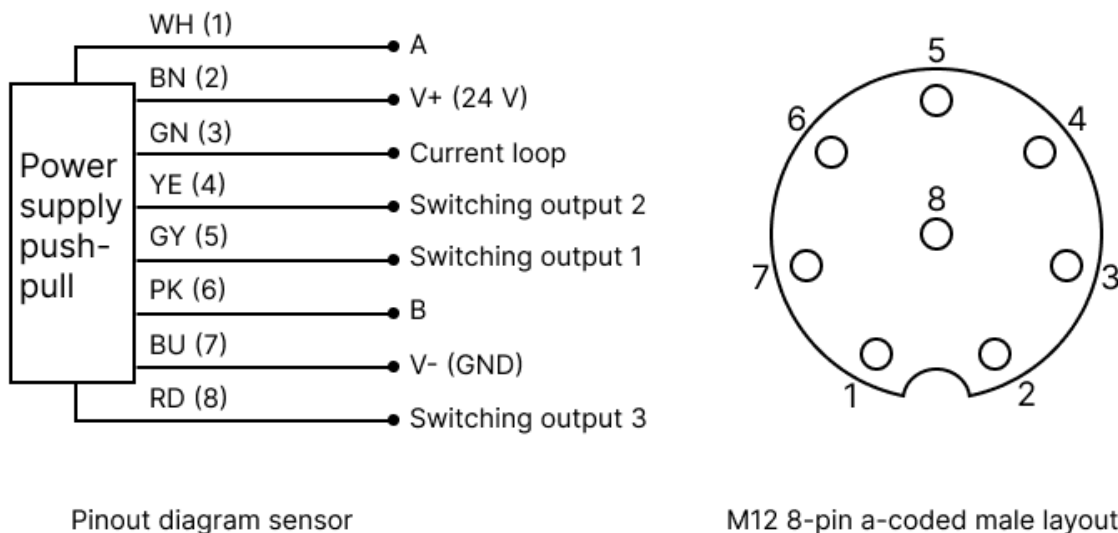 WH (1)
A
BN (2)
V+ (24 V)
GN (3)
Current loop
YE (4)
Switching output 2
GY (5)
Switching output 1
PK (6)
B
BU (7)
V- (GND)
RD (8)
Switching output 3
Power
supply
push-
pull
Pinout diagram sensor
5
6
4
8
7
3
1
2
M12 8-pin a-coded male layout